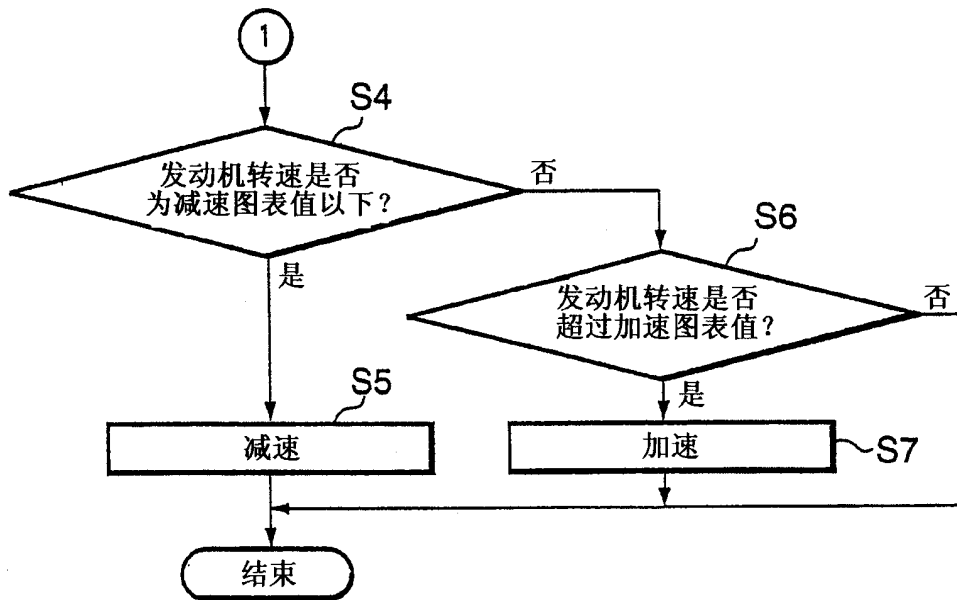 1
S4
发动机转速是否
为减速图表值以下?
否
是
S6
发动机转速是否
超过加速图表值?
否
是
S5
减速
加速
S7
结束